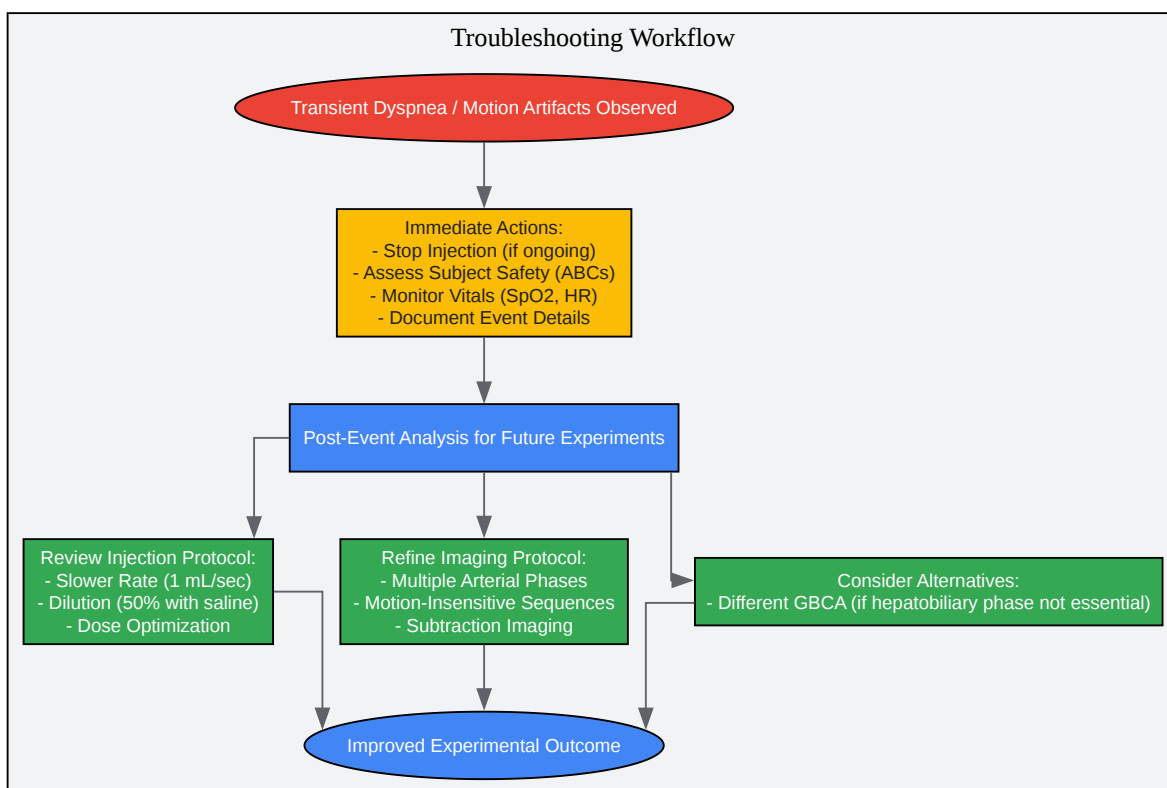 Troubleshooting Workflow
Transient Dyspnea / Motion Artifacts Observed
Immediate Actions:
- Stop Injection (if ongoing)
- Assess Subject Safety (ABCs)
- Monitor Vitals (SpO2, HR)
- Document Event Details
Post-Event Analysis for Future Experiments
Review Injection Protocol:
- Slower Rate (1 mL/sec)
- Dilution (50% with saline)
- Dose Optimization
Refine Imaging Protocol:
- Multiple Arterial Phases
- Motion-Insensitive Sequences
- Subtraction Imaging
Consider Alternatives:
- Different GBCA (if hepatobiliary phase not essential)
Improved Experimental Outcome